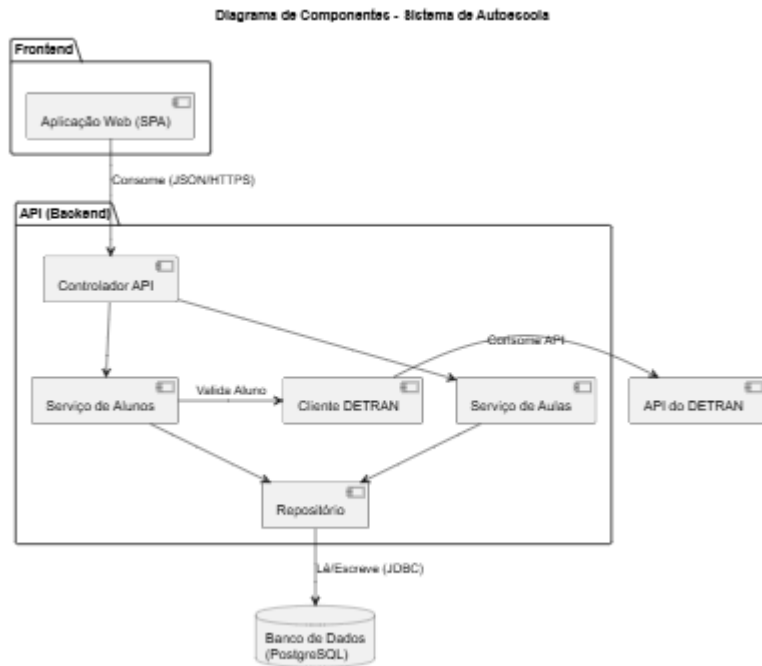 Diagrama de Componentes - Sistema de Autoescola
Frontend
Aplicação Web (SPA)
Consome (JSON/HTTPS)
API (Backend)
Controlador API
Consome API
Serviço de Alunos
Valida Aluno
Cliente DETRAN
Serviço de Aulas
API do DETRAN
Repositório
Lê/Escreve (JDBC)
Banco de Dados
(PostgreSQL)